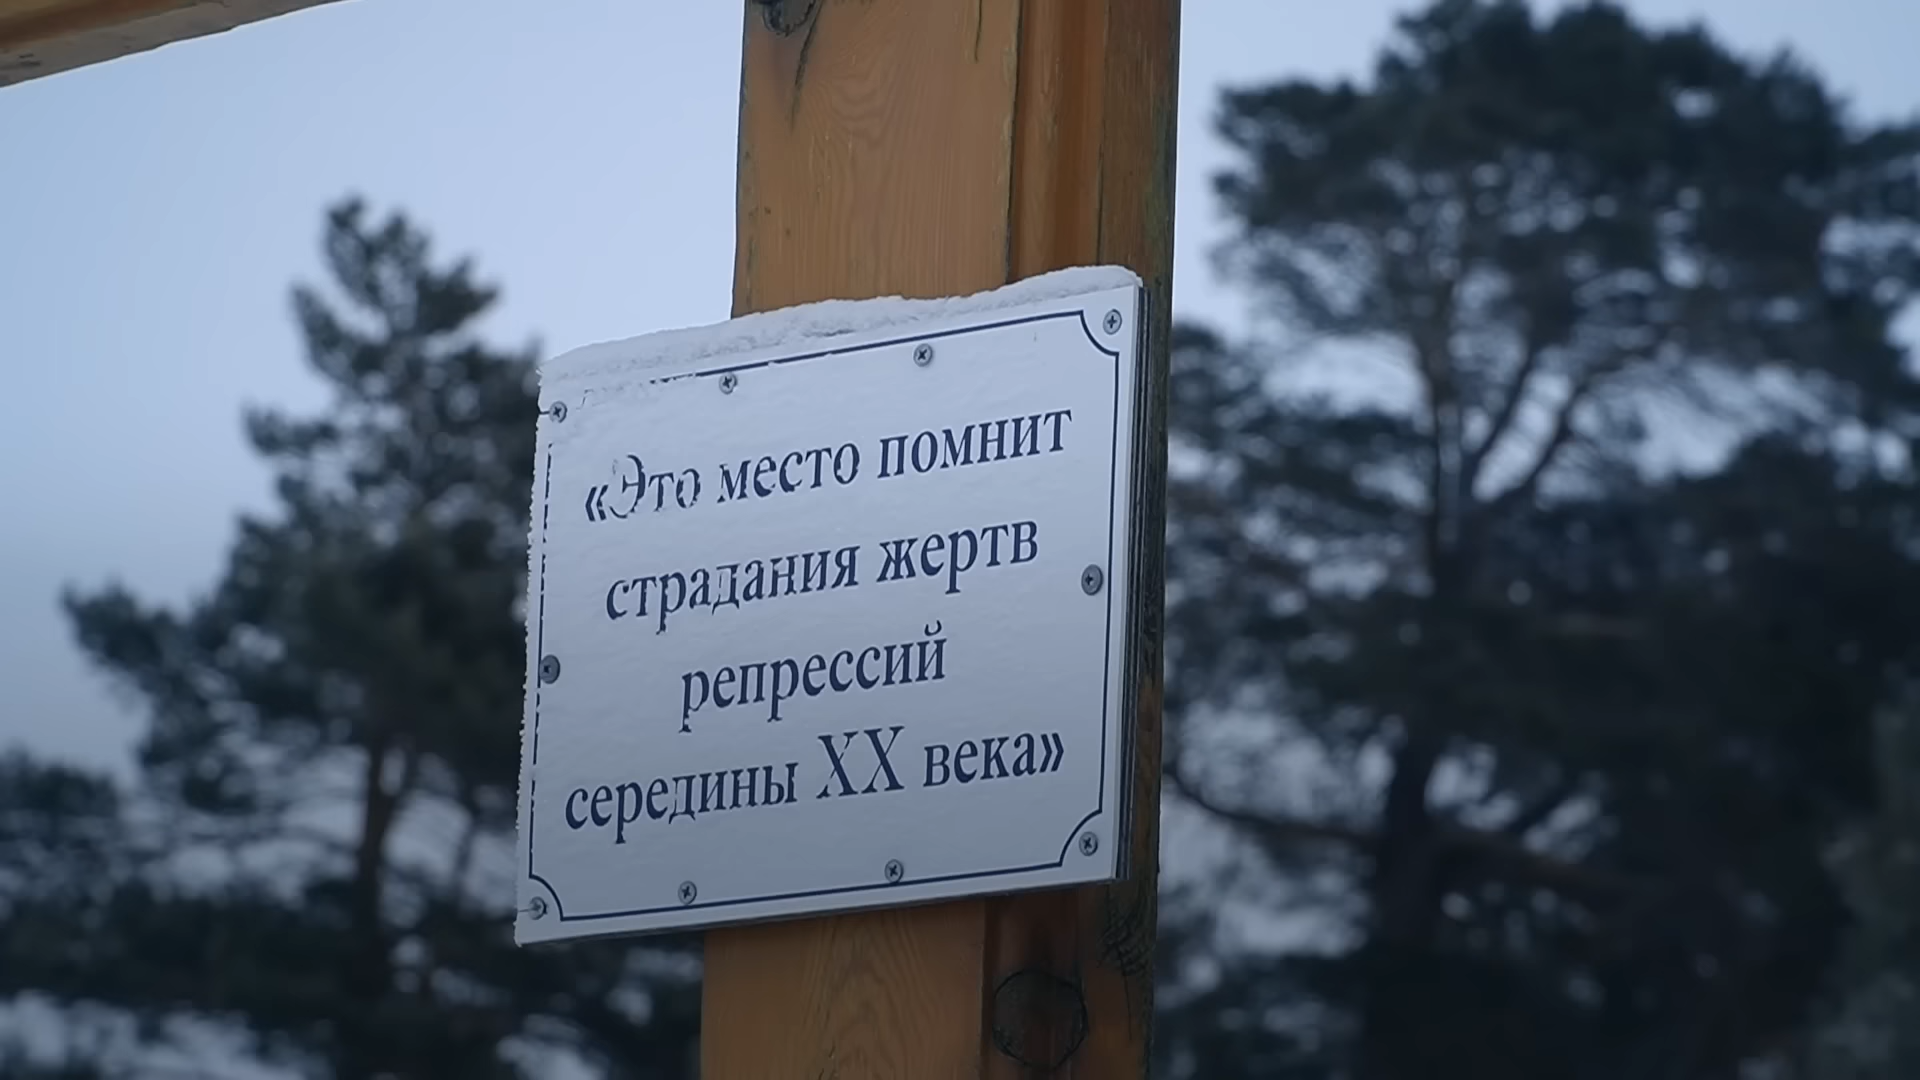 «Это место помнит
страдания жертв
репрессий
середины XX века»